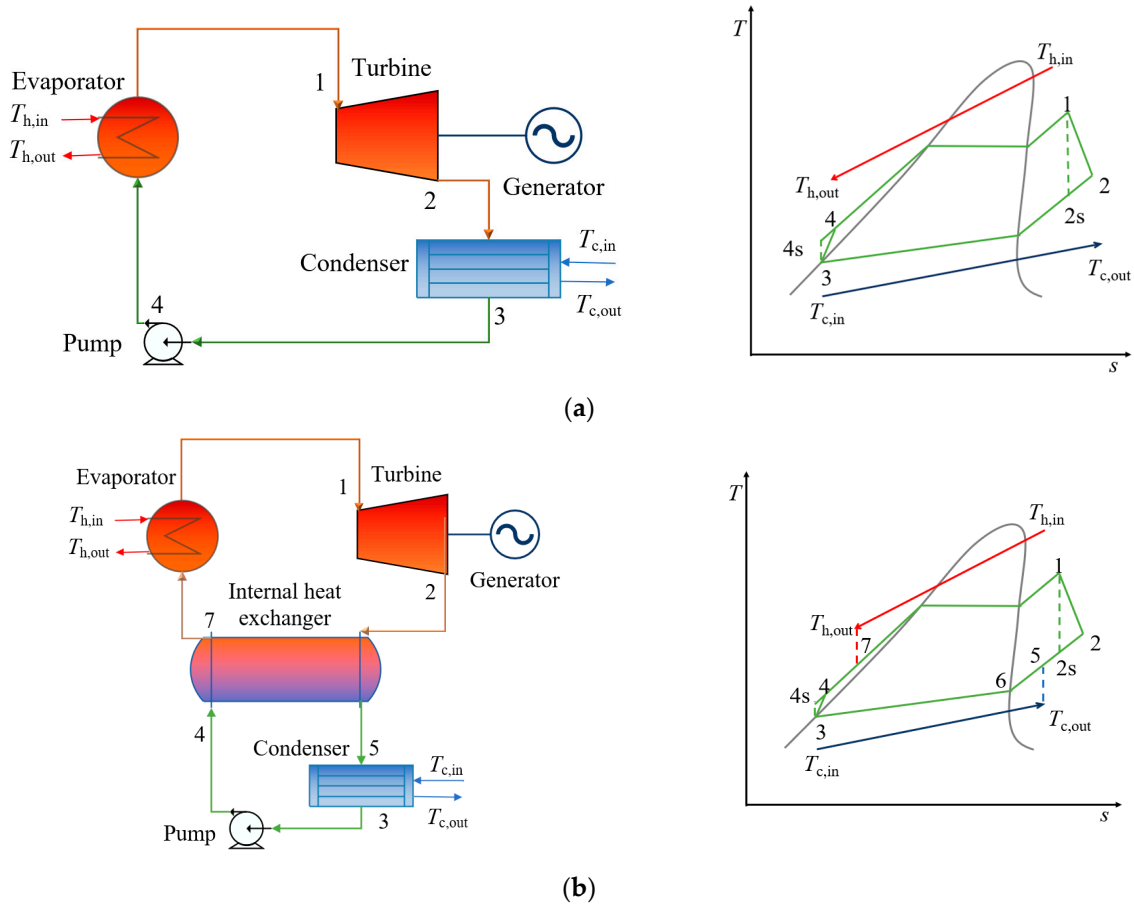 Evaporator
Turbine
1
T_h,in
T_h,out
2
Generator
Condenser
T_c,in
T_c,out
3
4
Pump
T
T_h,in
1
T_h,out
2
4
2s
4s
3
T_c,in
T_c,out
s
(a)
Evaporator
Turbine
1
T_h,in
T_h,out
2
Generator
Internal heat
exchanger
7
4
5
Condenser
T_c,in
T_c,out
3
Pump
T
T_h,in
1
T_h,out
7
2
5
2s
6
4s
4
3
T_c,out
T_c,in
s
(b)